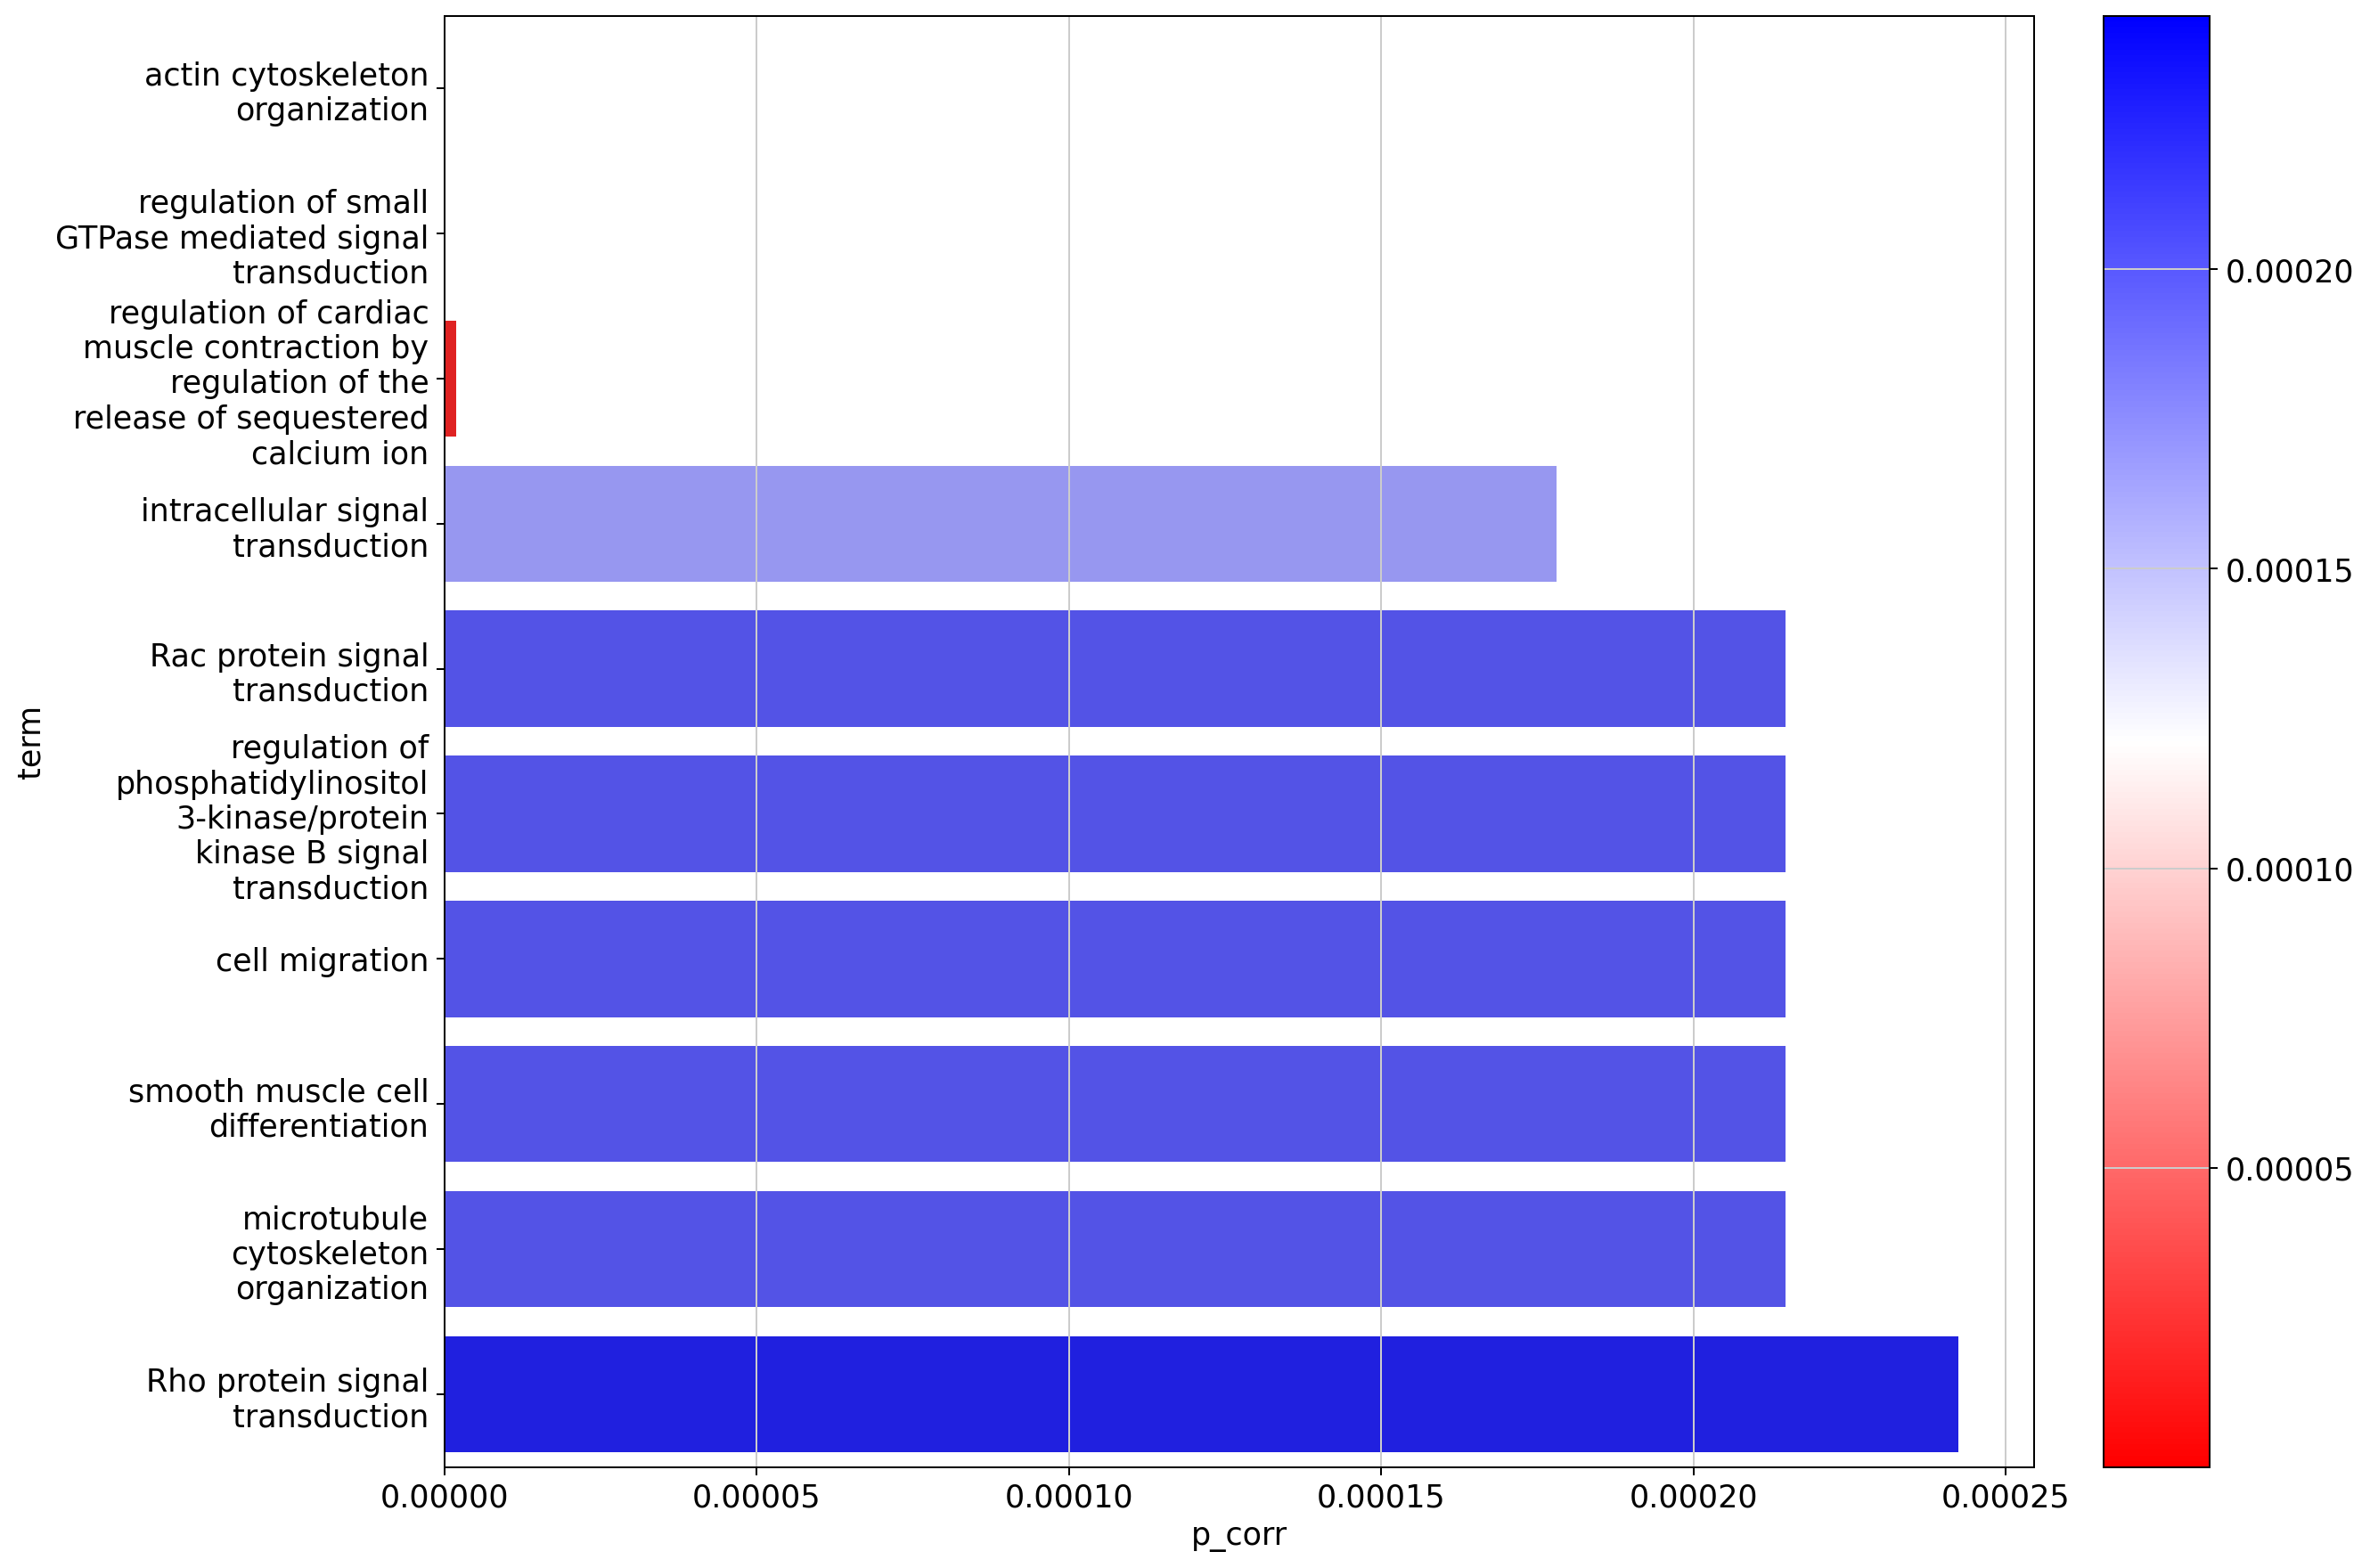 actin cytoskeleton
organization
regulation of small
GTPase mediated signal
transduction
regulation of cardiac
muscle contraction by
regulation of the
release of sequestered
calcium ion
intracellular signal
transduction
Rac protein signal
transduction
regulation of
phosphatidylinositol
3-kinase/protein
kinase B signal
transduction
cell migration
smooth muscle cell
differentiation
microtubule
cytoskeleton
organization
Rho protein signal
transduction
term
0.00000
0.00005
0.00010
0.00015
0.00020
0.00025
p_corr
0.00020
0.00015
0.00010
0.00005